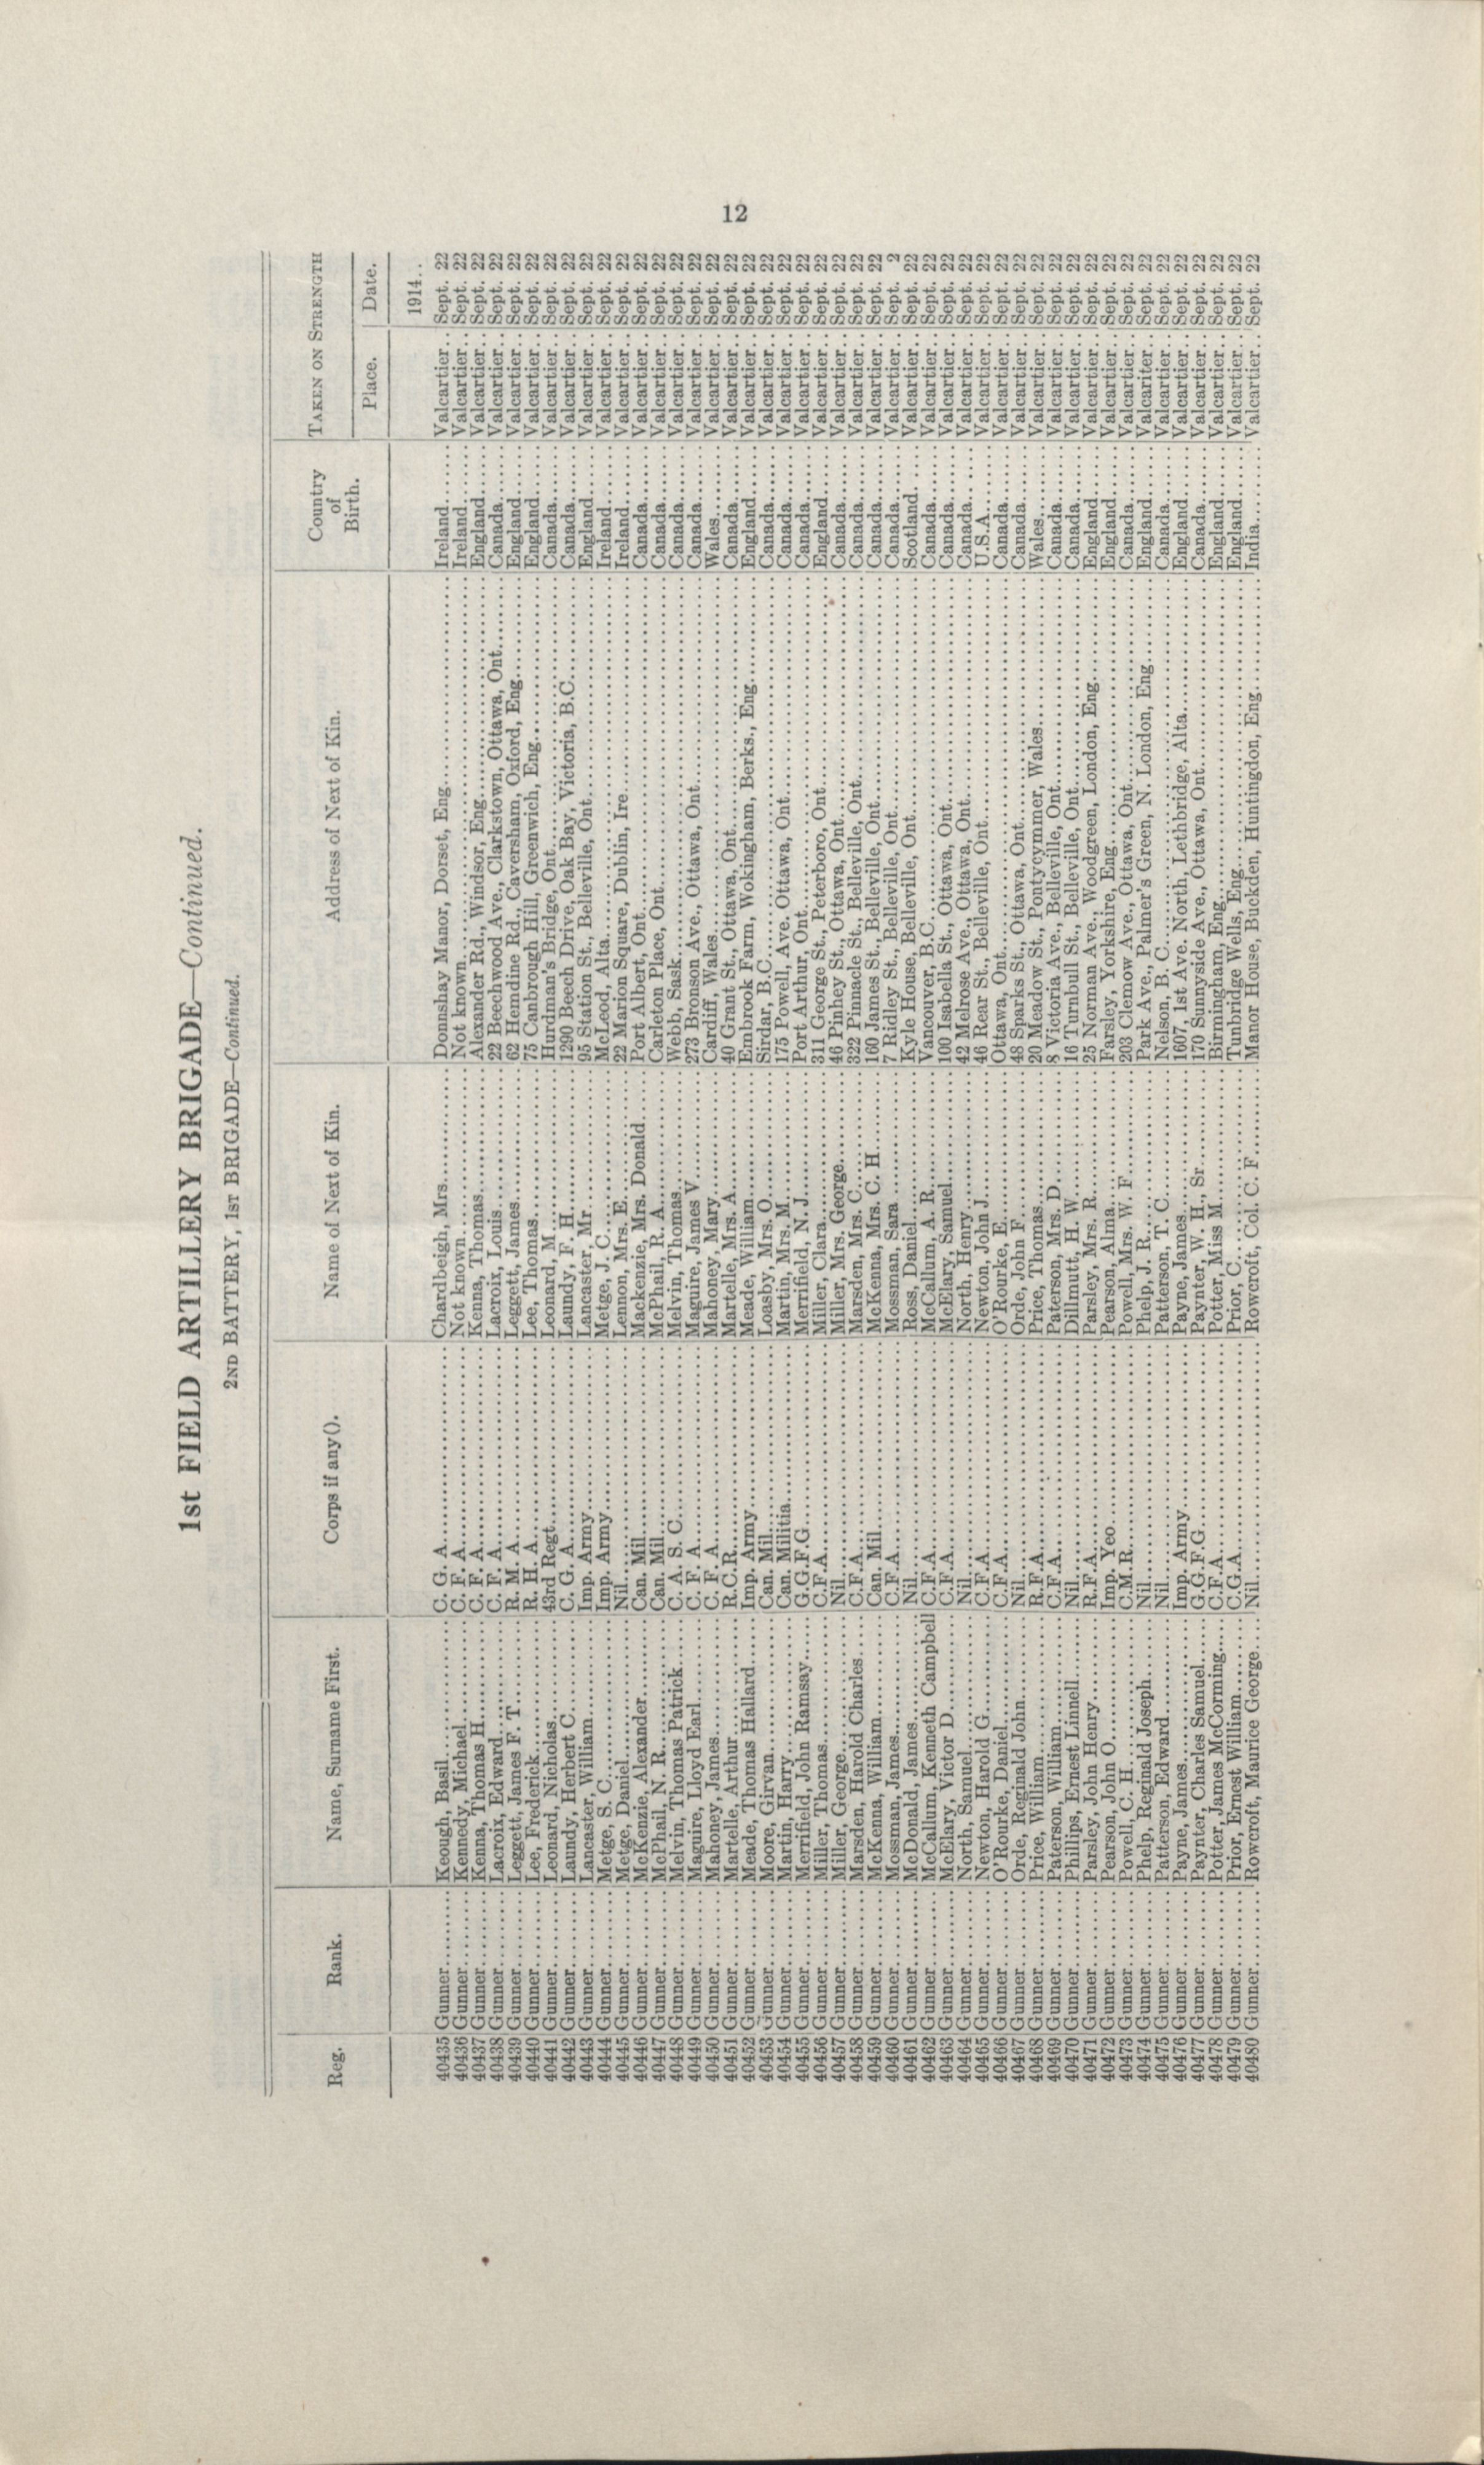 12
1st FIELD ARTILLERY BRIGADE—Continued.
2ND BATTERY, 1ST BRIGADE—Continued.
Reg. Rank. Name, Surname First. Corps if any(). Name of Next of Kin. Address of Next of Kin. Country of Birth. TAKEN ON STRENGTH Place. Date.
1914..
40435 Gunner Keough, Basil C. G. A. Chardbeigh, Mrs. Donnshay Manor, Dorset, Eng. Ireland Valcartier Sept. 22
40436 Gunner Kennedy, Michael C. F. A. Not known Not known Ireland Valcartier Sept. 22
40437 Gunner Kenna, Thomas H. C. F. A. Kenna, Thomas Alexander Rd., Windsor, Eng. England Valcartier Sept. 22
40438 Gunner Lacroix, Edward C. F. A. Lacroix, Louis 22 Beechwood Ave., Clarkstown, Ottawa, Ont. Canada Valcartier Sept. 22
40439 Gunner Leggett, James F. T. R. M. A. Leggett, James 62 Hemdine Rd., Caversham, Oxford, Eng. England Valcartier Sept. 22
40440 Gunner Lee, Frederick R. H. A. Lee, Thomas 75 Canbrough Hill, Greenwich, Eng. England Valcartier Sept. 22
40441 Gunner Leonard, Nicholas 43rd Regt. Leonard, M. Hurdman's Bridge, Ont. Canada Valcartier Sept. 22
40442 Gunner Laundy, Herbert C. C. G. A. Laundy, F. H. 1290 Beech Drive, Oak Bay, Victoria, B.C. Canada Valcartier Sept. 22
40443 Gunner Lancaster, William Imp. Army Lancaster, Mr. 95 Station St., Belleville, Ont. England Valcartier Sept. 22
40444 Gunner Metge, S. C. Imp. Army Metge, J. C. McLeod, Alta. Ireland Valcartier Sept. 22
40445 Gunner Metge, Daniel Nil Lennon, Mrs. E. 22 Marion Square, Dublin, Ire. Ireland Valcartier Sept. 22
40446 Gunner McKenzie, Alexander Can. Mil. Mackenzie, Mrs. Donald Port Albert, Ont. Canada Valcartier Sept. 22
40447 Gunner McPhail, N. R. Can. Mil. McPhail, R. A. Carleton Place, Ont. Canada Valcartier Sept. 22
40448 Gunner Melvin, Thomas Patrick C. A. S. C. Melvin, Thomas Webb, Sask. Canada Valcartier Sept. 22
40449 Gunner Maguire, Lloyd Earl C. F. A. Maguire, James V. 273 Bronson Ave., Ottawa, Ont. Canada Valcartier Sept. 22
40450 Gunner Mahoney, James C. F. A. Mahoney, Mary Cardiff, Wales Wales Valcartier Sept. 22
40451 Gunner Martelle, Arthur R.C.R. Martelle, Mrs. A. 40 Grant St., Ottawa, Ont. Canada Valcartier Sept. 22
40452 Gunner Meade, Thomas Hallard Imp. Army Meade, William Embrook Farm, Wokingham, Berks., Eng. England Valcartier Sept. 22
40453 Gunner Moore, Girvan Can. Mil. Loasby, Mrs. O. Sirdar, B.C. Canada Valcartier Sept. 22
40454 Gunner Martin, Harry Can. Militia Martin, Mrs. M. 175 Powell, Ave. Ottawa, Ont. Canada Valcartier Sept. 22
40455 Gunner Merrifield, John Ramsay G.G.F.G. Merrifield, N. J. Port Arthur, Ont. Canada Valcartier Sept. 22
40456 Gunner Miller, Thomas C.F.A. Miller, Clara 311 George St., Peterboro, Ont. England Valcartier Sept. 22
40457 Gunner Miller, George Nil Miller, Mrs. George 46 Pinhey St., Ottawa, Ont. Canada Valcartier Sept. 22
40458 Gunner Marsden, Harold Charles C.F.A. Marsden, Mrs. C. 322 Pinnacle St., Belleville, Ont. Canada Valcartier Sept. 22
40459 Gunner McKenna, William Can. Mil. McKenna, Mrs. C. H. 160 James St., Belleville, Ont. Canada Valcartier Sept. 22
40460 Gunner Mossman, James C.F.A. Mossman, Sara 7 Ridley St., Belleville, Ont. Canada Valcartier Sept. 2
40461 Gunner McDonald, James Nil Ross, Daniel Kyle House, Belleville, Ont. Scotland Valcartier Sept. 22
40462 Gunner McCallum, Kenneth Campbell C.F.A. McCallum, A. R. Vancouver, B.C. Canada Valcartier Sept. 22
40463 Gunner McElary, Victor D. C.F.A. McElary, Samuel 100 Isabella St., Ottawa, Ont. Canada Valcartier Sept. 22
40464 Gunner North, Samuel Nil North, Henry 42 Melrose Ave., Ottawa, Ont. Canada Valcartier Sept. 22
40465 Gunner Newton, Harold G. C.F.A. Newton, John J. 46 Rear St., Belleville, Ont. U.S.A. Valcartier Sept. 22
40466 Gunner O'Rourke, Daniel C.F.A. O'Rourke, E. Ottawa, Ont. Canada Valcartier Sept. 22
40467 Gunner Orde, Reginald John Nil Orde, John F. 48 Sparks St., Ottawa, Ont. Canada Valcartier Sept. 22
40468 Gunner Price, William R.F.A. Price, Thomas 20 Meadow St., Pontycymmer, Wales Wales Valcartier Sept. 22
40469 Gunner Paterson, William C.F.A. Paterson, Mrs. D. 8 Victoria Ave., Belleville, Ont. Canada Valcartier Sept. 22
40470 Gunner Phillips, Ernest Linnell Nil Dillmutt, H. W. 16 Turnbull St., Belleville, Ont. Canada Valcartier Sept. 22
40471 Gunner Parsley, John Henry R.F.A. Parsley, Mrs. R. 25 Norman Ave., Woodgreen, London, Eng. England Valcartier Sept. 22
40472 Gunner Pearson, John O. Imp. Yeo. Pearson, Alma Farsley, Yorkshire, Eng. England Valcartier Sept. 22
40473 Gunner Powell, C. H. C.M.R. Powell, Mrs. W. F. 203 Clemow Ave., Ottawa, Ont. Canada Valcartier Sept. 22
40474 Gunner Phelp, Reginald Joseph Nil Phelp, J. R. Park Ave., Palmer's Green, N. London, Eng. England Valcariter Sept. 22
40475 Gunner Patterson, Edward Nil Patterson, T. C. Nelson, B. C. Canada Valcartier Sept. 22
40476 Gunner Payne, James Imp. Army Payne, James 1607, 1st Ave. North, Lethbridge, Alta. England Valcartier Sept. 22
40477 Gunner Paynter, Charles Samuel G.G.F.G. Paynter, W. H., Sr. 170 Sunnyside Ave., Ottawa, Ont. Canada Valcartier Sept. 22
40478 Gunner Potter, James McCorming C.F.A. Potter, Miss M. Birmingham, Eng. England Valcartier Sept. 22
40479 Gunner Prior, Ernest William C.G.A. Prior, C. Tunbridge Wells, Eng. England Valcartier Sept. 22
40480 Gunner Rowcroft, Maurice George Nil Rowcroft, Col. C. F. Manor House, Buckden, Huntingdon, Eng. India Valcartier Sept. 22